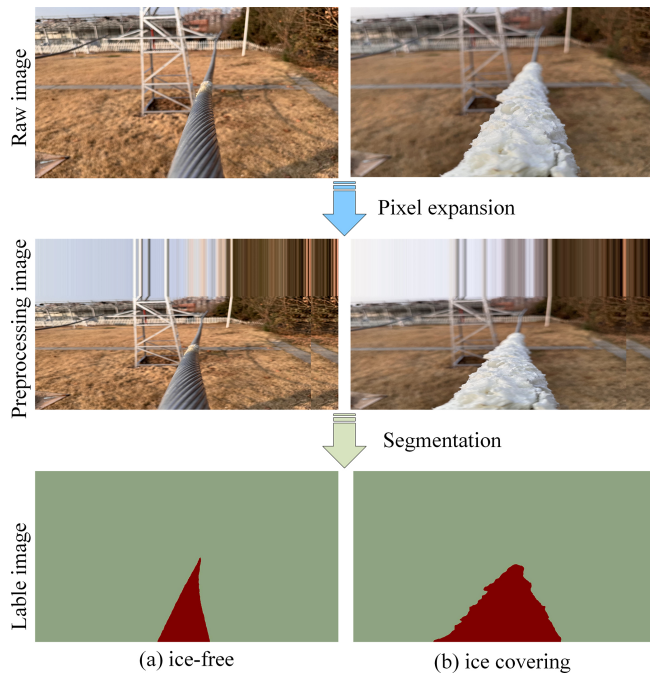 Raw image
Pixel expansion
Preprocessing image
Segmentation
Lable image
(a) ice-free
(b) ice covering